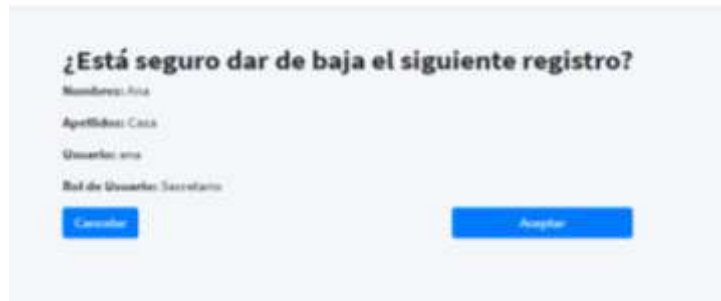 ¿Está seguro dar de baja el siguiente registro?
Nombres: Ana
Apellidos: Casa
Usuario: ana
Rol de Usuario: Secretario
Cancelar
Aceptar